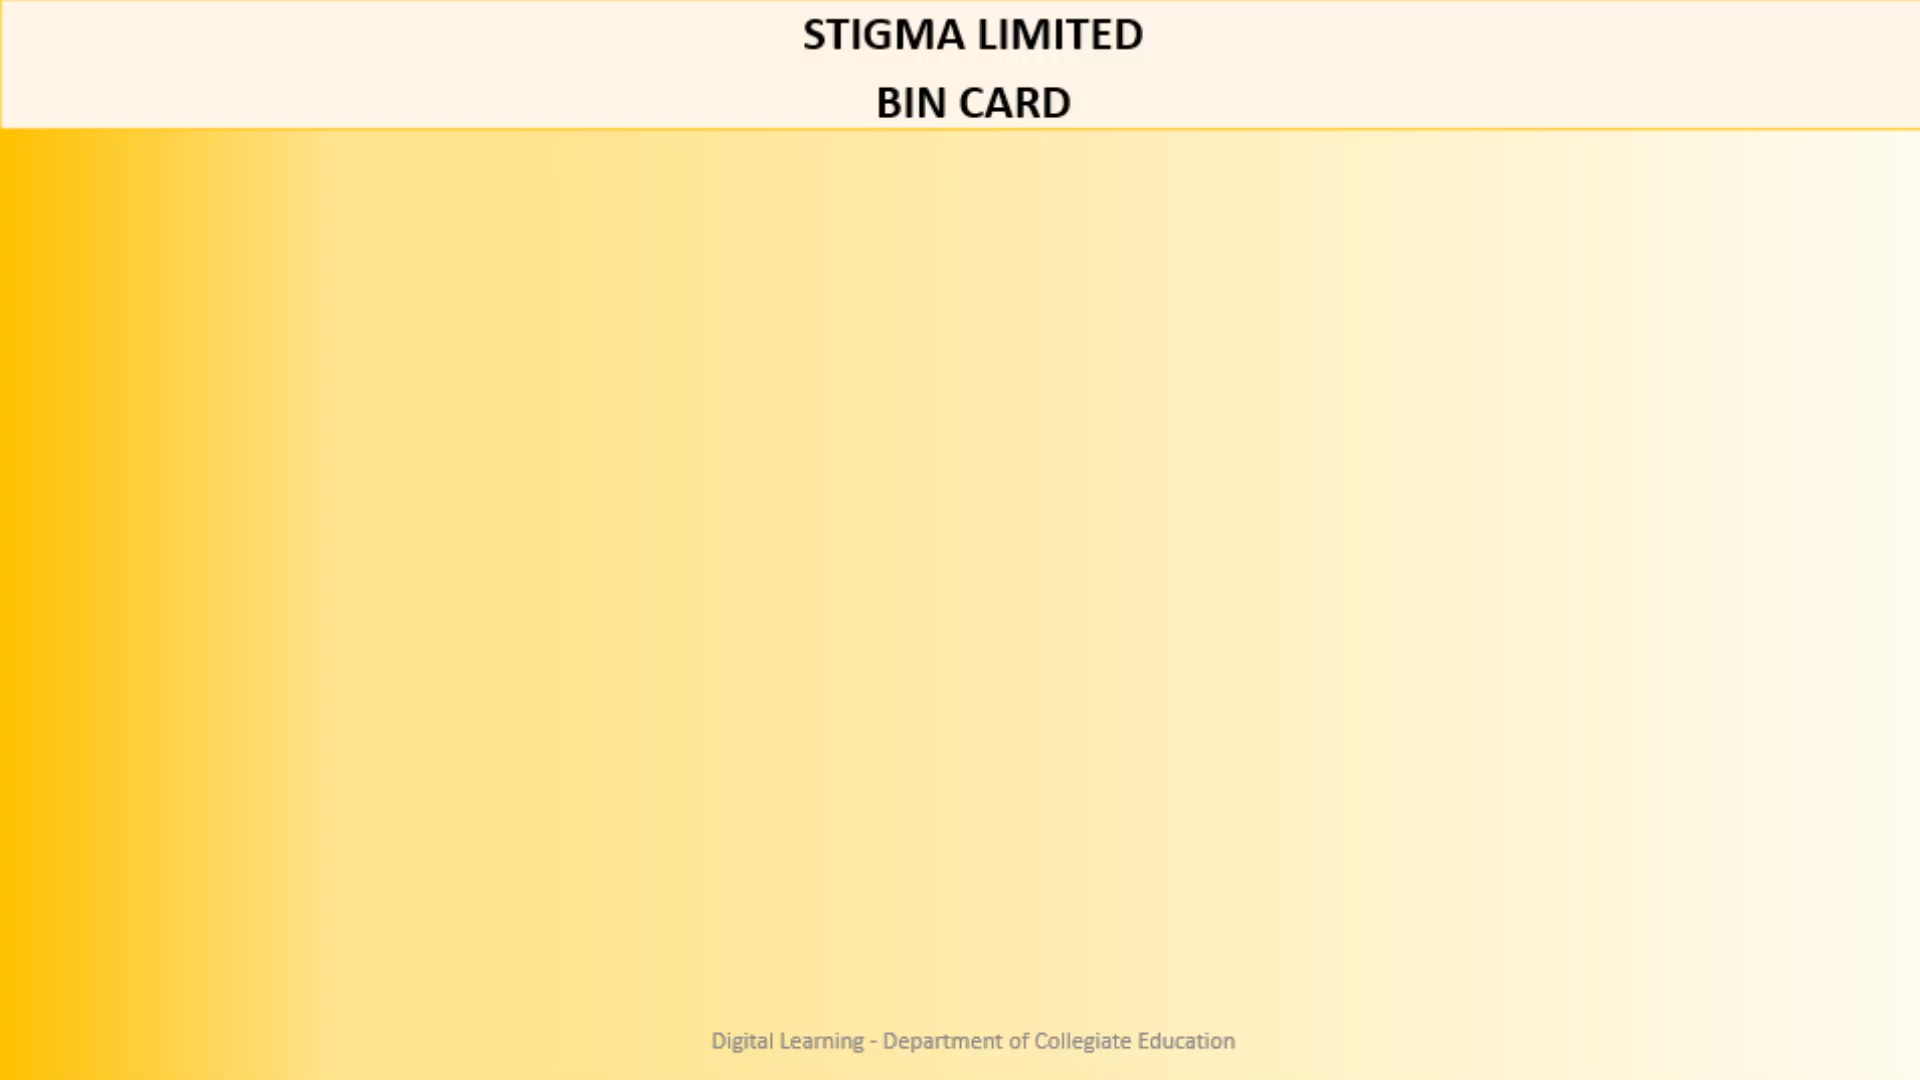 STIGMA LIMITED
BIN CARD
Digital Learning - Department of Collegiate Education